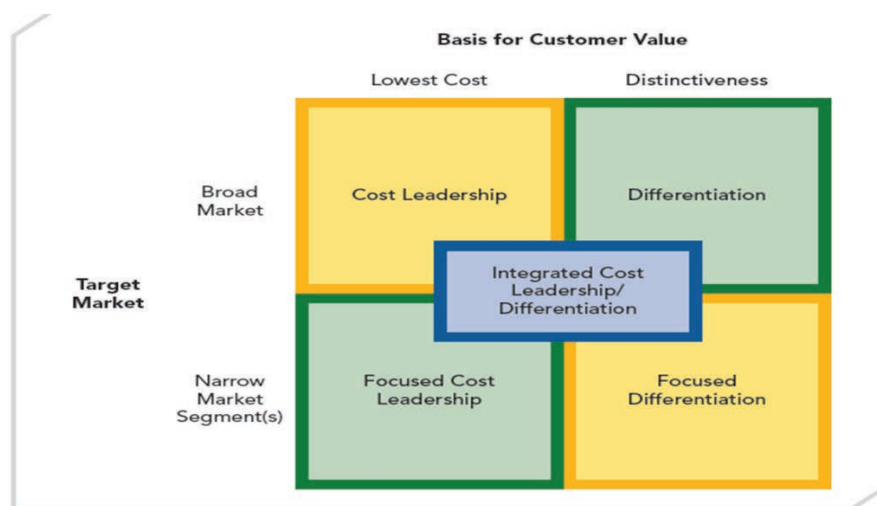 Basis for Customer Value
Lowest Cost
Distinctiveness
Broad
Market
Cost Leadership
Differentiation
Target
Market
Integrated Cost
Leadership/
Differentiation
Narrow
Market
Segment(s)
Focused Cost
Leadership
Focused
Differentiation